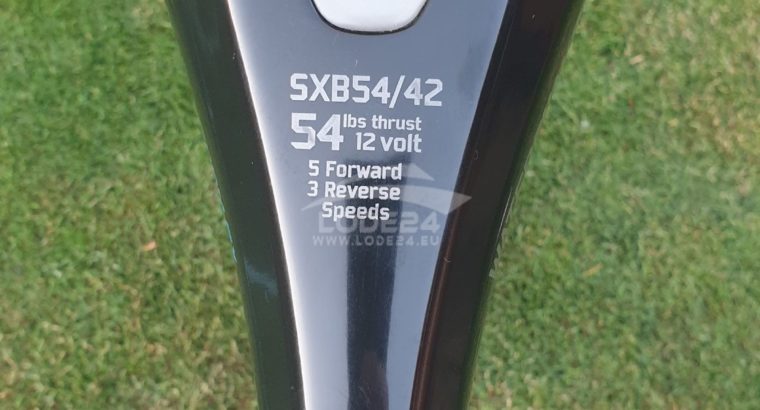 SXB54/42
54 lbs thrust
12 volt
5 Forward
3 Reverse
Speeds
LODE24
WWW.LODE24.EU